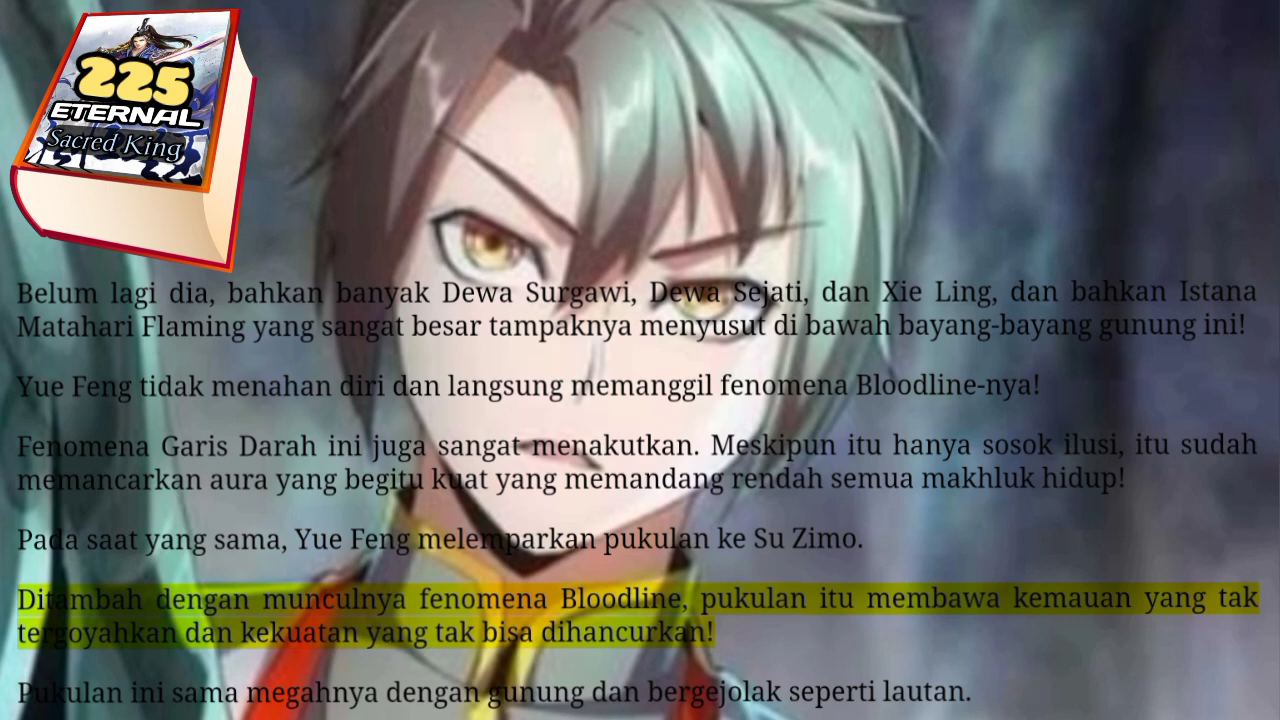 225
ETERNAL
Sacred King
Belum lagi dia, bahkan banyak Dewa Surgawi, Dewa Sejati, dan Xie Ling, dan bahkan Istana
Matahari Flaming yang sangat besar tampaknya menyusut di bawah bayang-bayang gunung ini!
Yue Feng tidak menahan diri dan langsung memanggil fenomena Bloodline-nya!
Fenomena Garis Darah ini juga sangat menakutkan. Meskipun itu hanya sosok ilusi, itu sudah
memancarkan aura yang begitu kuat yang memandang rendah semua makhluk hidup!
Pada saat yang sama, Yue Feng melemparkan pukulan ke Su Zimo.
Ditambah dengan munculnya fenomena Bloodline, pukulan itu membawa kemauan yang tak
tergoyahkan dan kekuatan yang tak bisa dihancurkan!
Pukulan ini sama megahnya dengan gunung dan bergejolak seperti lautan.